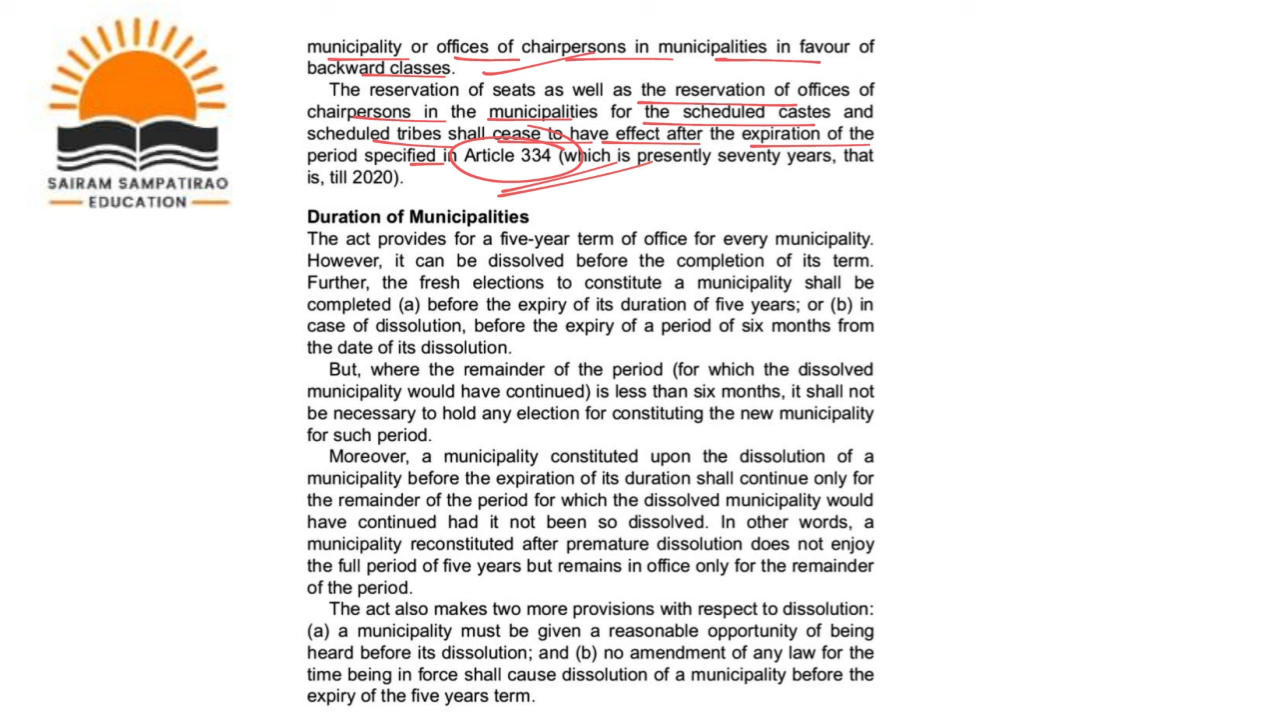 SAIRAM SAMPATIRAO
EDUCATION
municipality or offices of chairpersons in municipalities in favour of
backward classes.
The reservation of seats as well as the reservation of offices of
chairpersons in the municipalities for the scheduled castes and
scheduled tribes shall cease to have effect after the expiration of the
period specified in Article 334 (which is presently seventy years, that
is, till 2020).
Duration of Municipalities
The act provides for a five-year term of office for every municipality.
However, it can be dissolved before the completion of its term.
Further, the fresh elections to constitute a municipality shall be
completed (a) before the expiry of its duration of five years; or (b) in
case of dissolution, before the expiry of a period of six months from
the date of its dissolution.
But, where the remainder of the period (for which the dissolved
municipality would have continued) is less than six months, it shall not
be necessary to hold any election for constituting the new municipality
for such period.
Moreover, a municipality constituted upon the dissolution of a
municipality before the expiration of its duration shall continue only for
the remainder of the period for which the dissolved municipality would
have continued had it not been so dissolved. In other words, a
municipality reconstituted after premature dissolution does not enjoy
the full period of five years but remains in office only for the remainder
of the period.
The act also makes two more provisions with respect to dissolution:
(a) a municipality must be given a reasonable opportunity of being
heard before its dissolution; and (b) no amendment of any law for the
time being in force shall cause dissolution of a municipality before the
expiry of the five years term.